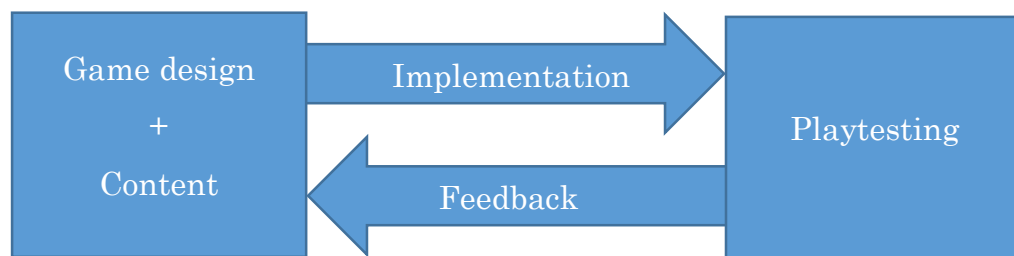 Game design
+
Content
Implementation
Feedback
Playtesting